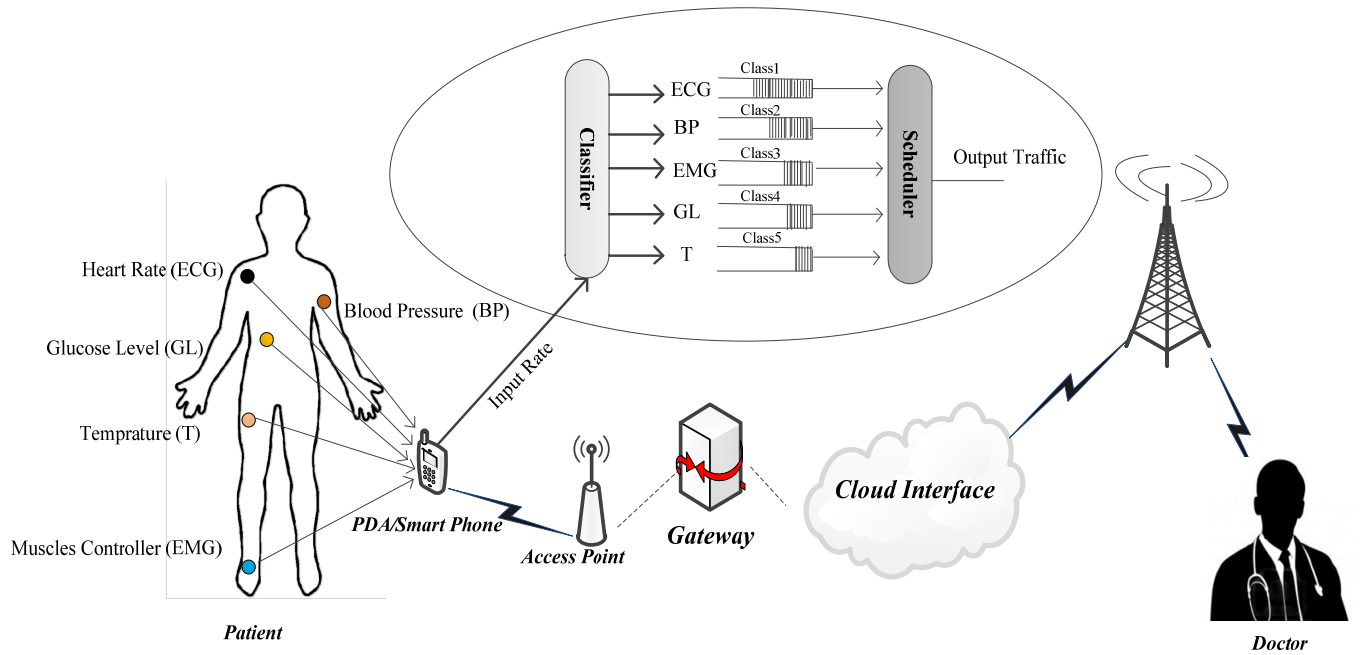 Class1
ECG
Class2
BP
Class3
EMG
Class4
GL
Class5
T
Classifier
Scheduler
Output Traffic
Heart Rate (ECG)
Blood Pressure (BP)
Glucose Level (GL)
Input Rate
Temprature (T)
Muscles Controller (EMG)
PDA/Smart Phone
Access Point
Gateway
Cloud Interface
Patient
Doctor